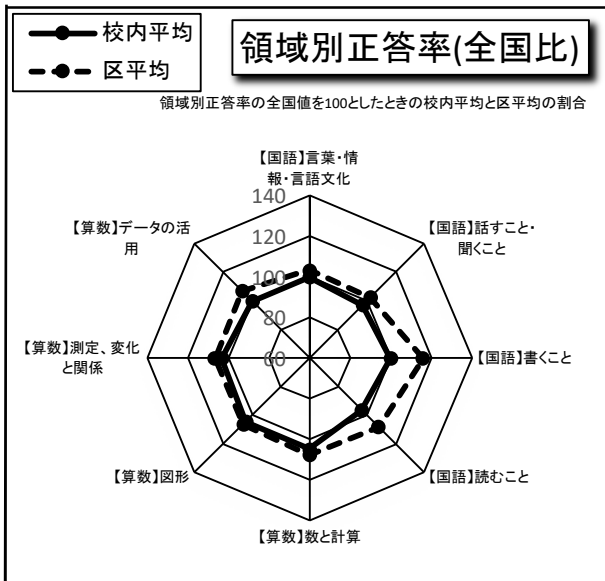 校内平均
区平均
領域別正答率(全国比)
領域別正答率の全国値を100としたときの校内平均と区平均の割合
【国語】言葉・情
報・言語文化
140
120
100
80
60
【国語】話すこと・
聞くこと
【国語】書くこと
【国語】読むこと
【算数】数と計算
【算数】図形
【算数】測定、変化
と関係
【算数】データの活
用